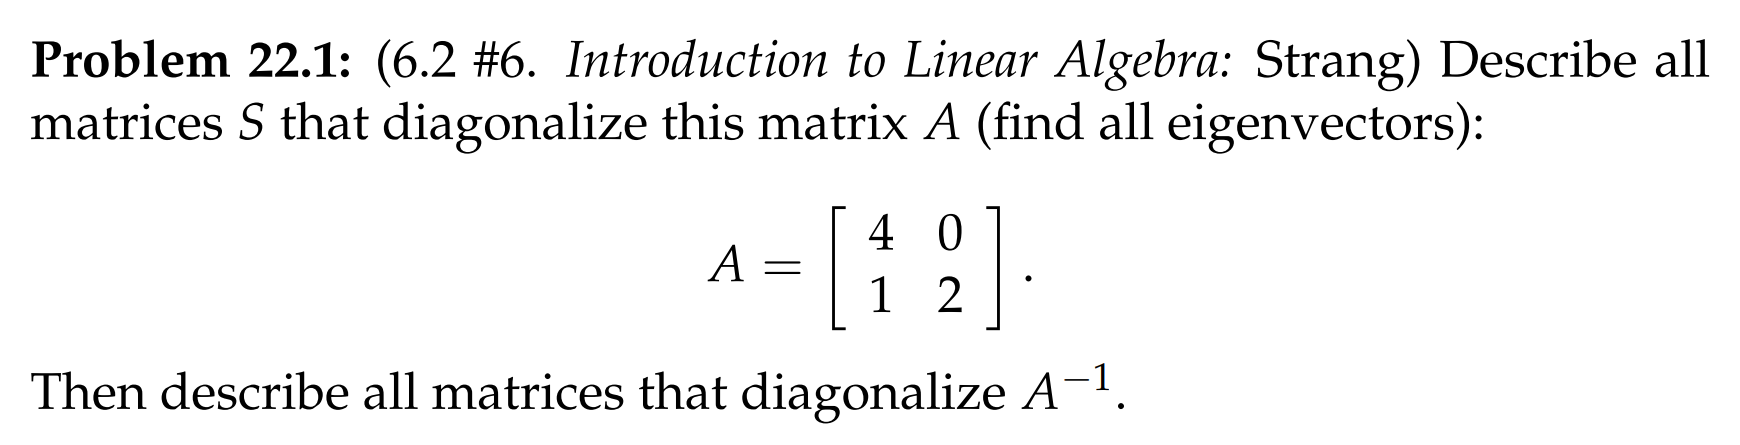 Problem 22.1: (6.2 #6. Introduction to Linear Algebra: Strang) Describe all
matrices S that diagonalize this matrix A (find all eigenvectors):
A = [ 4 0
1 2 ] .
Then describe all matrices that diagonalize A⁻¹.